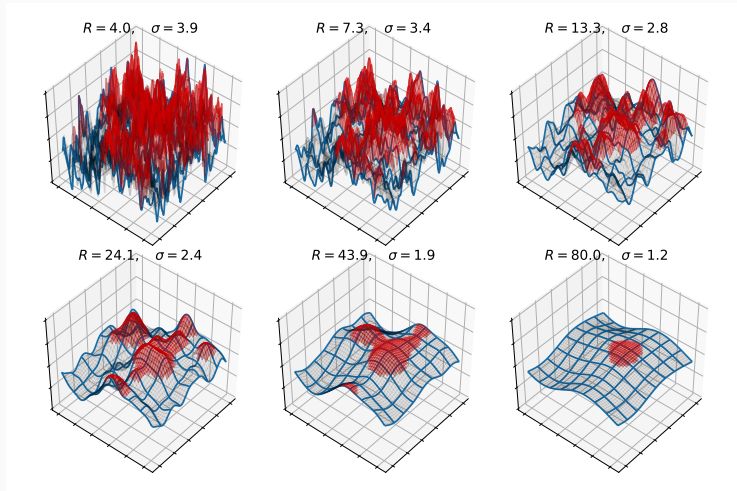 R = 4.0, σ = 3.9
R = 7.3, σ = 3.4
R = 13.3, σ = 2.8
R = 24.1, σ = 2.4
R = 43.9, σ = 1.9
R = 80.0, σ = 1.2